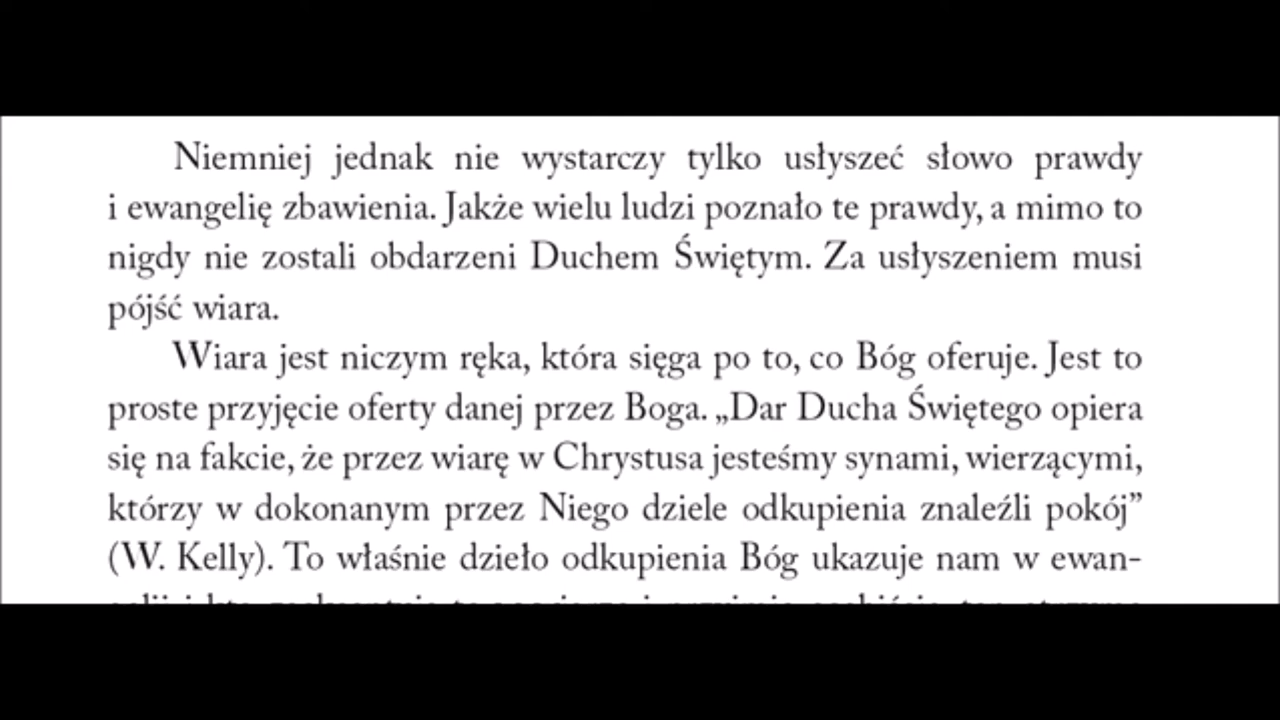 Niemniej jednak nie wystarczy tylko usłyszeć słowo prawdy
i ewangelię zbawienia. Jakże wielu ludzi poznało te prawdy, a mimo to
nigdy nie zostali obdarzeni Duchem Świętym. Za usłyszeniem musi
pójść wiara.
Wiara jest niczym ręka, która sięga po to, co Bóg oferuje. Jest to
proste przyjęcie oferty danej przez Boga. „Dar Ducha Świętego opiera
się na fakcie, że przez wiarę w Chrystusa jesteśmy synami, wierzącymi,
którzy w dokonanym przez Niego dziele odkupienia znaleźli pokój”
(W. Kelly). To właśnie dzieło odkupienia Bóg ukazuje nam w ewan-